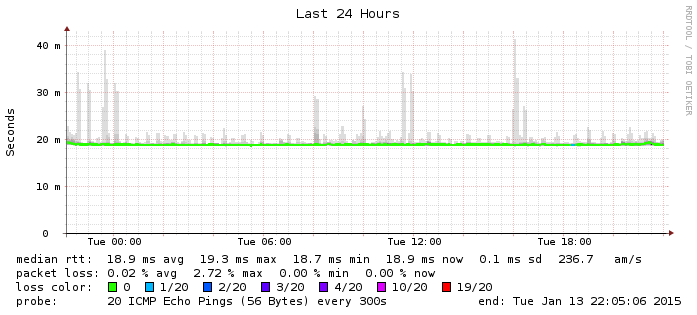 Last 24 Hours
RRDTOOL / TOBI OETIKER
Seconds
40 m
30 m
20 m
10 m
0
Tue 00:00 Tue 06:00 Tue 12:00 Tue 18:00
median rtt: 18.9 ms avg 19.3 ms max 18.7 ms min 18.9 ms now 0.1 ms sd 236.7 am/s
packet loss: 0.02 % avg 2.72 % max 0.00 % min 0.00 % now
loss color: 0 1/20 2/20 3/20 4/20 10/20 19/20
probe: 20 ICMP Echo Pings (56 Bytes) every 300s end: Tue Jan 13 22:05:06 2015